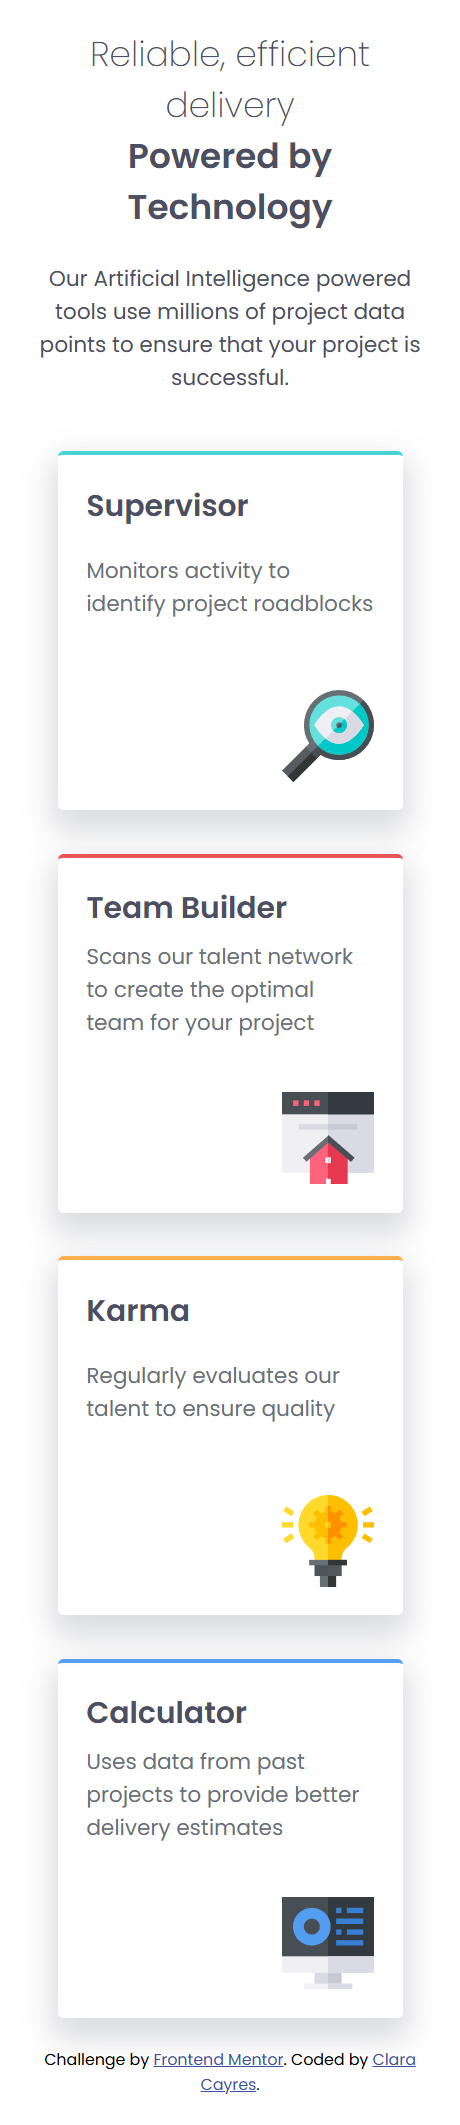 Reliable, efficient
delivery
Powered by
Technology
Our Artificial Intelligence powered
tools use millions of project data
points to ensure that your project is
successful.
Supervisor
Monitors activity to
identify project roadblocks
Team Builder
Scans our talent network
to create the optimal
team for your project
Karma
Regularly evaluates our
talent to ensure quality
Calculator
Uses data from past
projects to provide better
delivery estimates
Challenge by Frontend Mentor. Coded by Clara
Cayres.